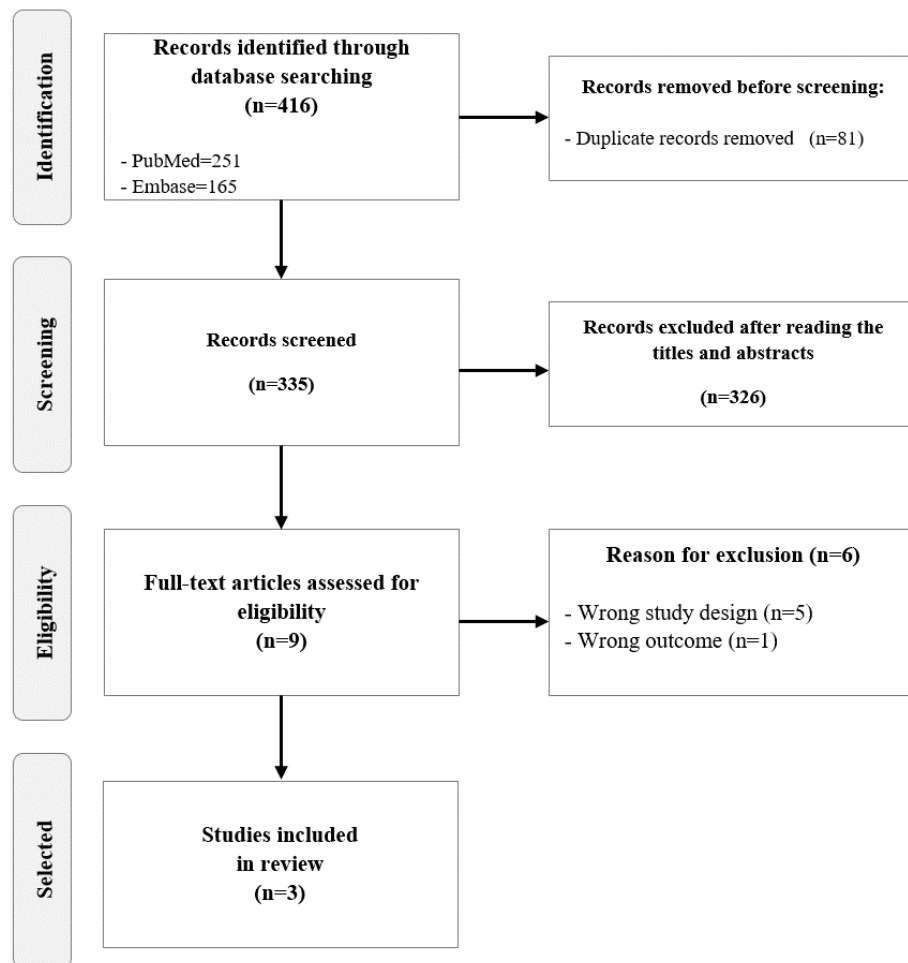 Identification
Records identified through
database searching
(n=416)
- PubMed=251
- Embase=165
Records removed before screening:
- Duplicate records removed (n=81)
Screening
Records screened
(n=335)
Records excluded after reading the
titles and abstracts
(n=326)
Eligibility
Full-text articles assessed for
eligibility
(n=9)
Reason for exclusion (n=6)
- Wrong study design (n=5)
- Wrong outcome (n=1)
Selected
Studies included
in review
(n=3)